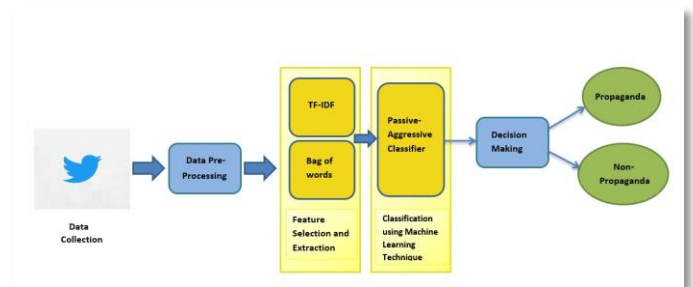 Data
Collection
Data Pre-
Processing
TF-IDF
Bag of
words
Feature
Selection and
Extraction
Passive-
Aggressive
Classifier
Classification
using Machine
Learning
Technique
Decision
Making
Propaganda
Non-
Propaganda